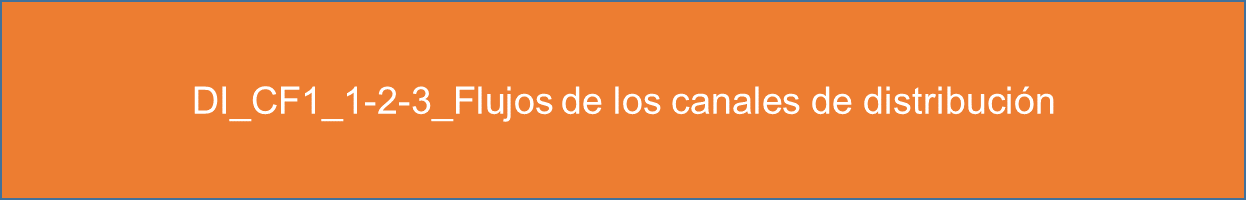 DI_CF1_1-2-3_Flujos de los canales de distribución